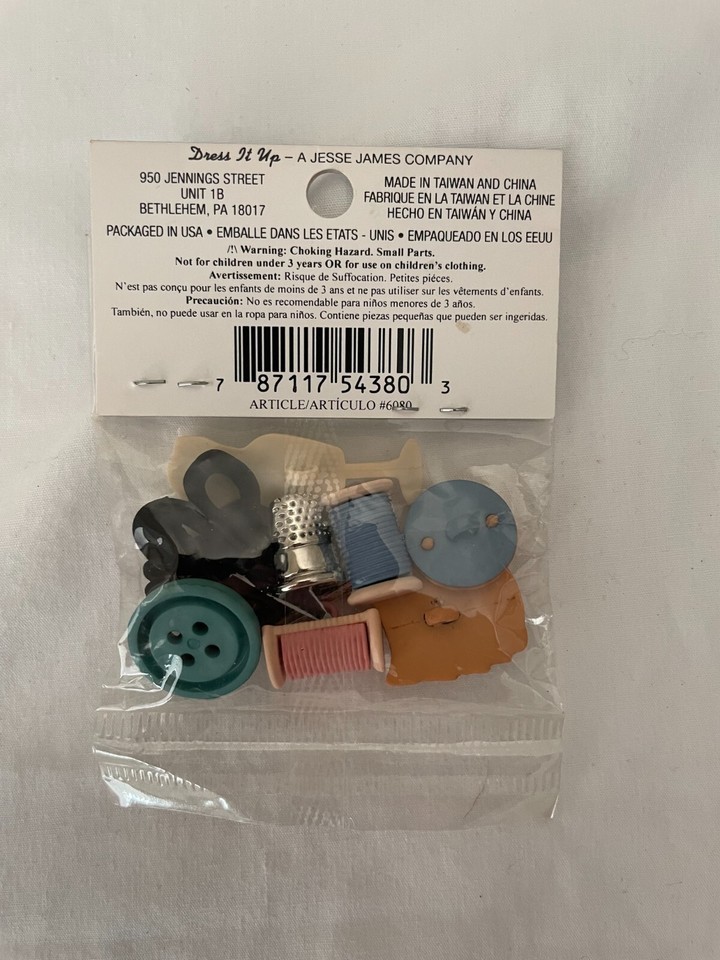 Dress It Up – A JESSE JAMES COMPANY
950 JENNINGS STREET
UNIT 1B
BETHLEHEM, PA 18017
MADE IN TAIWAN AND CHINA
FABRIQUE EN LA TAIWAN ET LA CHINE
HECHO EN TAIWÁN Y CHINA
PACKAGED IN USA • EMBALLE DANS LES ETATS - UNIS • EMPAQUEADO EN LOS EEUU
/!\ Warning: Choking Hazard. Small Parts.
Not for children under 3 years OR for use on children's clothing.
Avertissement: Risque de Suffocation. Petites piéces.
N'est pas conçu pour les enfants de moins de 3 ans et ne pas utiliser sur les vêtements d'enfants.
Precaución: No es recomendable para niños menores de 3 años.
También, no puede usar en la ropa para niños. Contiene piezas pequeñas que pueden ser ingeridas.
7 87117 54380 3
ARTICLE/ARTÍCULO #6080